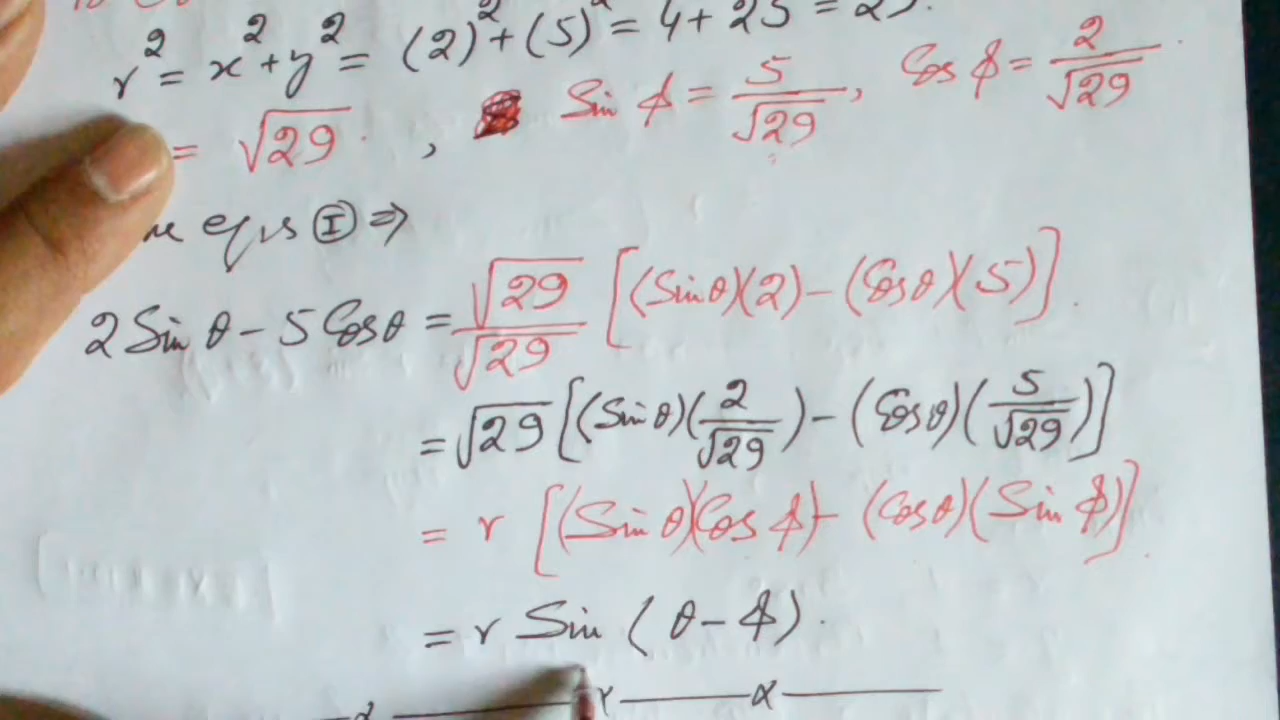 r² = x² + y² = (2)² + (5)² = 4 + 25 = 29.
= √29 , Sin ϕ = 5/√29, Cos ϕ = 2/√29
eqs Ⓘ ⇒
2 Sin θ − 5 Cos θ = √29/√29 [(Sin θ)(2) − (Cos θ)(5)].
= √29 [(Sin θ)(2/√29) − (Cos θ)(5/√29)]
= r [(Sin θ)(Cos ϕ) − (Cos θ)(Sin ϕ)].
= r Sin (θ − ϕ).